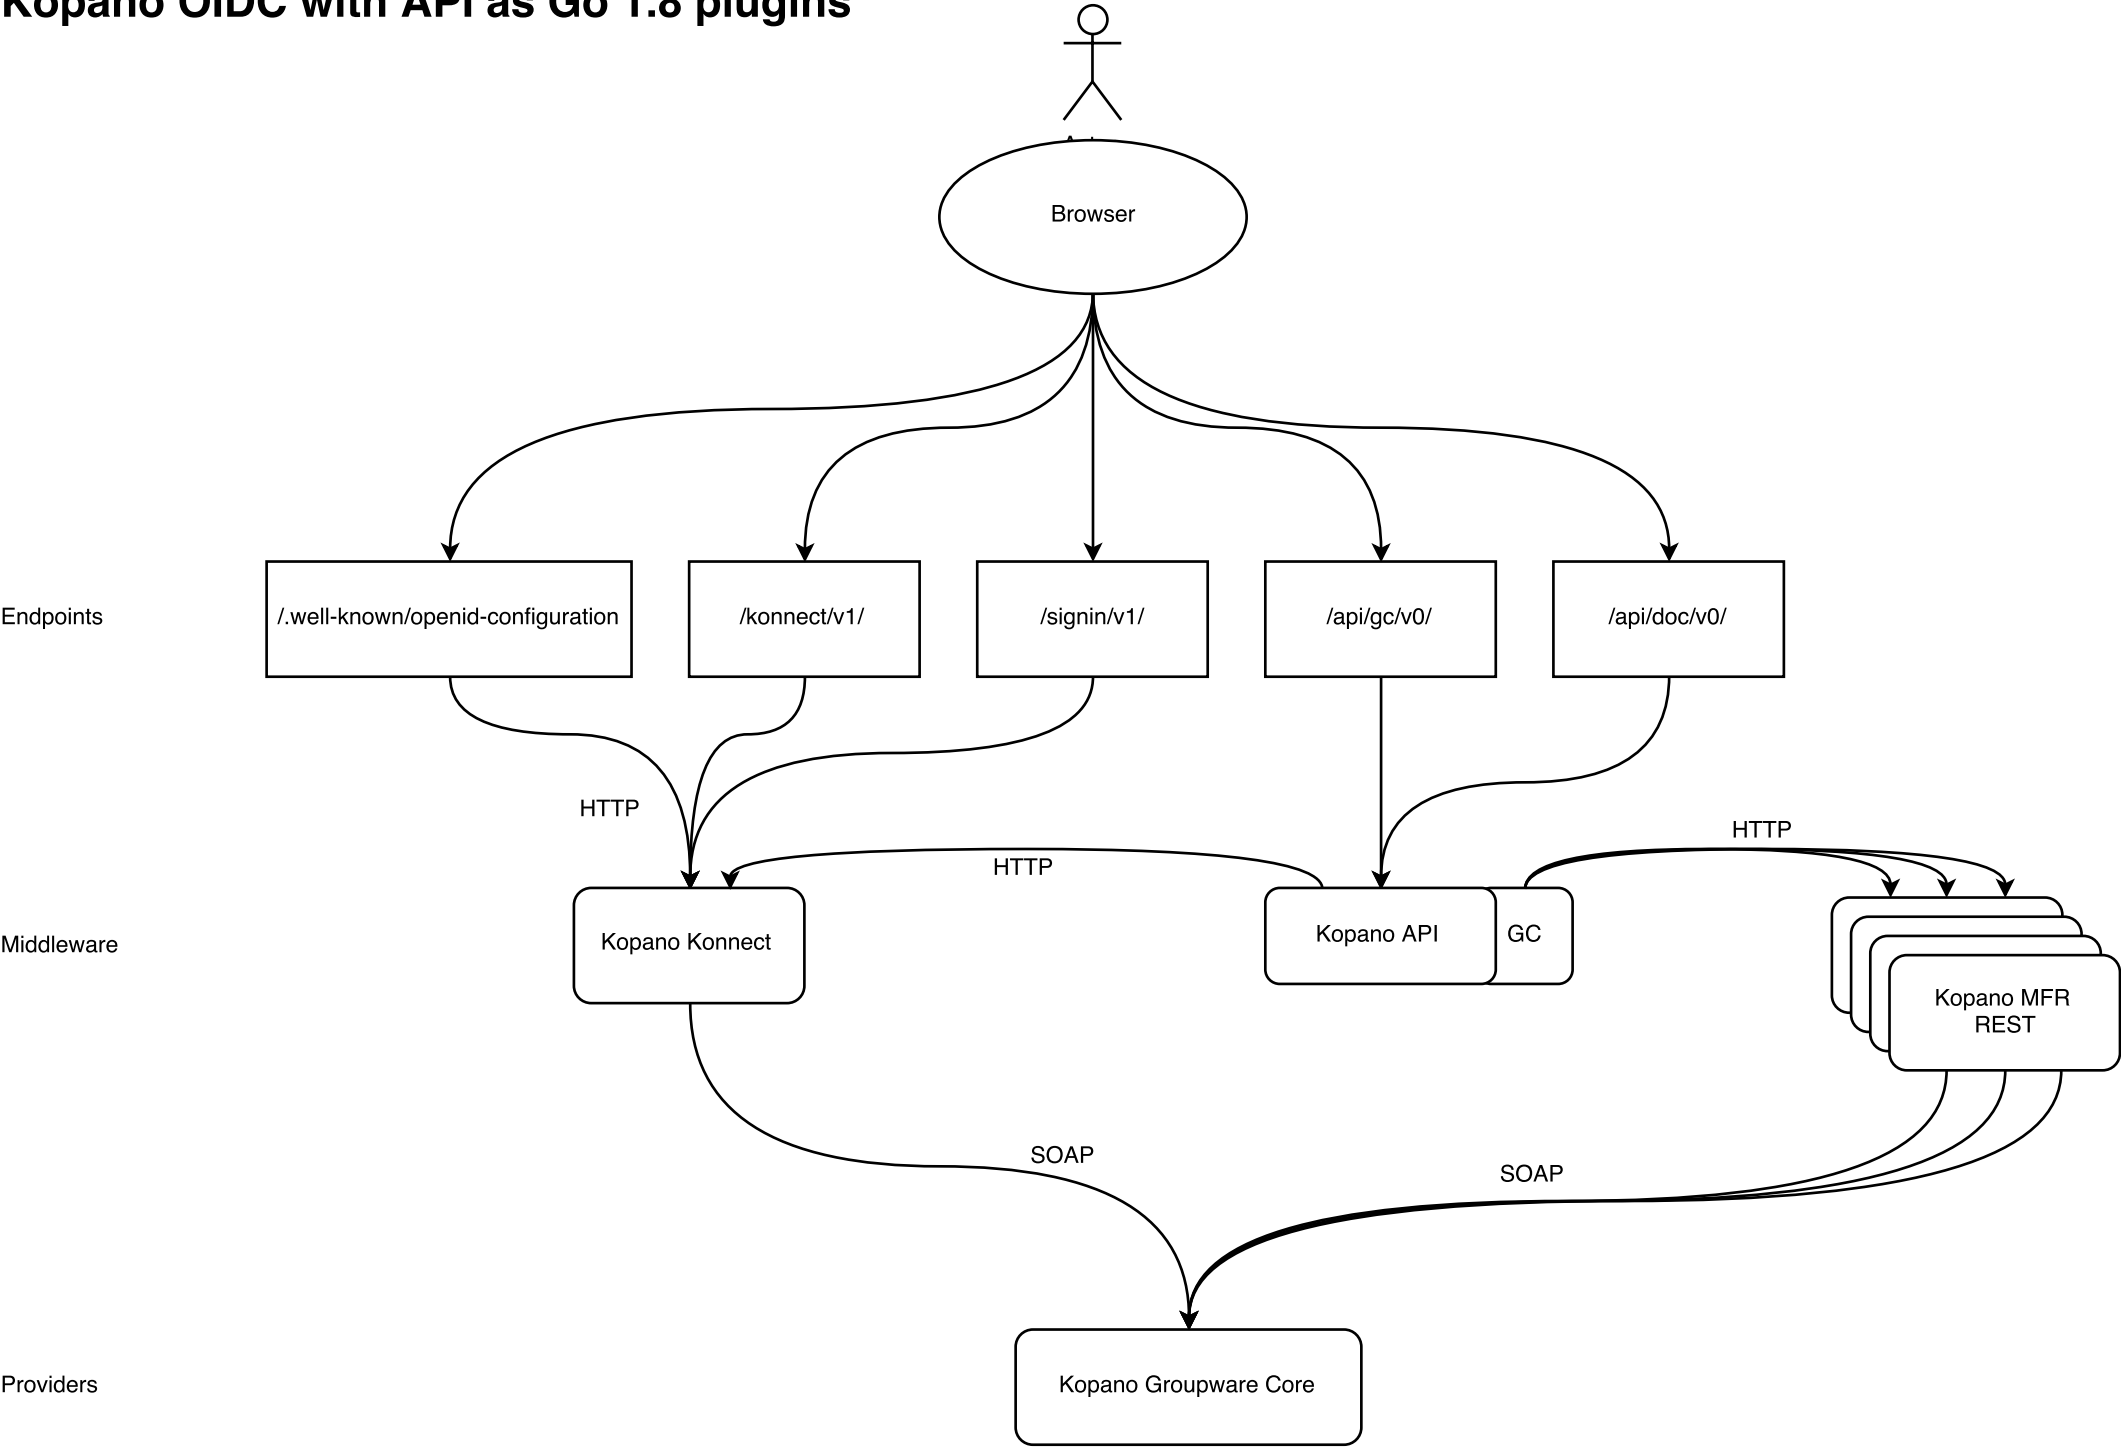 Kopano OIDC with API as Go 1.8 plugins
Browser
Endpoints
/.well-known/openid-configuration
/konnect/v1/
/signin/v1/
/api/gc/v0/
/api/doc/v0/
HTTP
HTTP
HTTP
Middleware
Kopano Konnect
Kopano API
GC
Kopano MFR
REST
SOAP
SOAP
Providers
Kopano Groupware Core